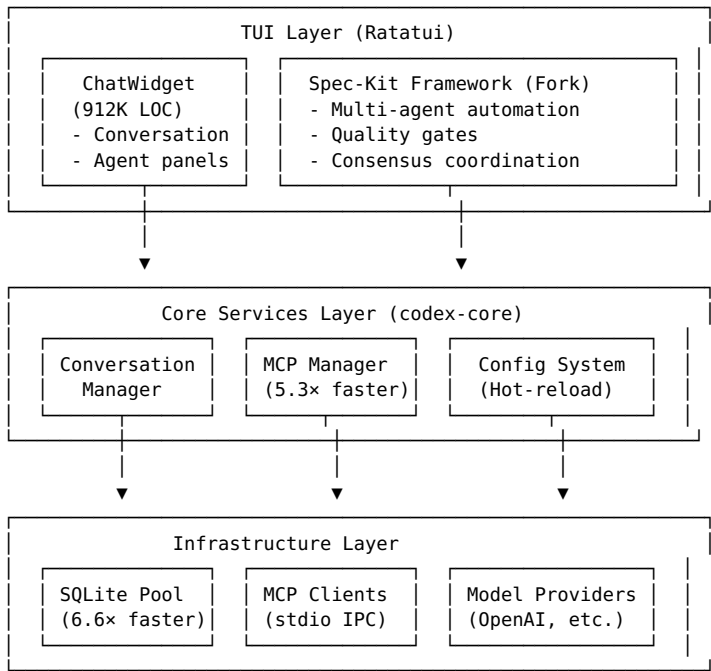 TUI Layer (Ratatui)
ChatWidget
(912K LOC)
- Conversation
- Agent panels
Spec-Kit Framework (Fork)
- Multi-agent automation
- Quality gates
- Consensus coordination
Core Services Layer (codex-core)
Conversation
Manager
MCP Manager
(5.3× faster)
Config System
(Hot-reload)
Infrastructure Layer
SQLite Pool
(6.6× faster)
MCP Clients
(stdio IPC)
Model Providers
(OpenAI, etc.)